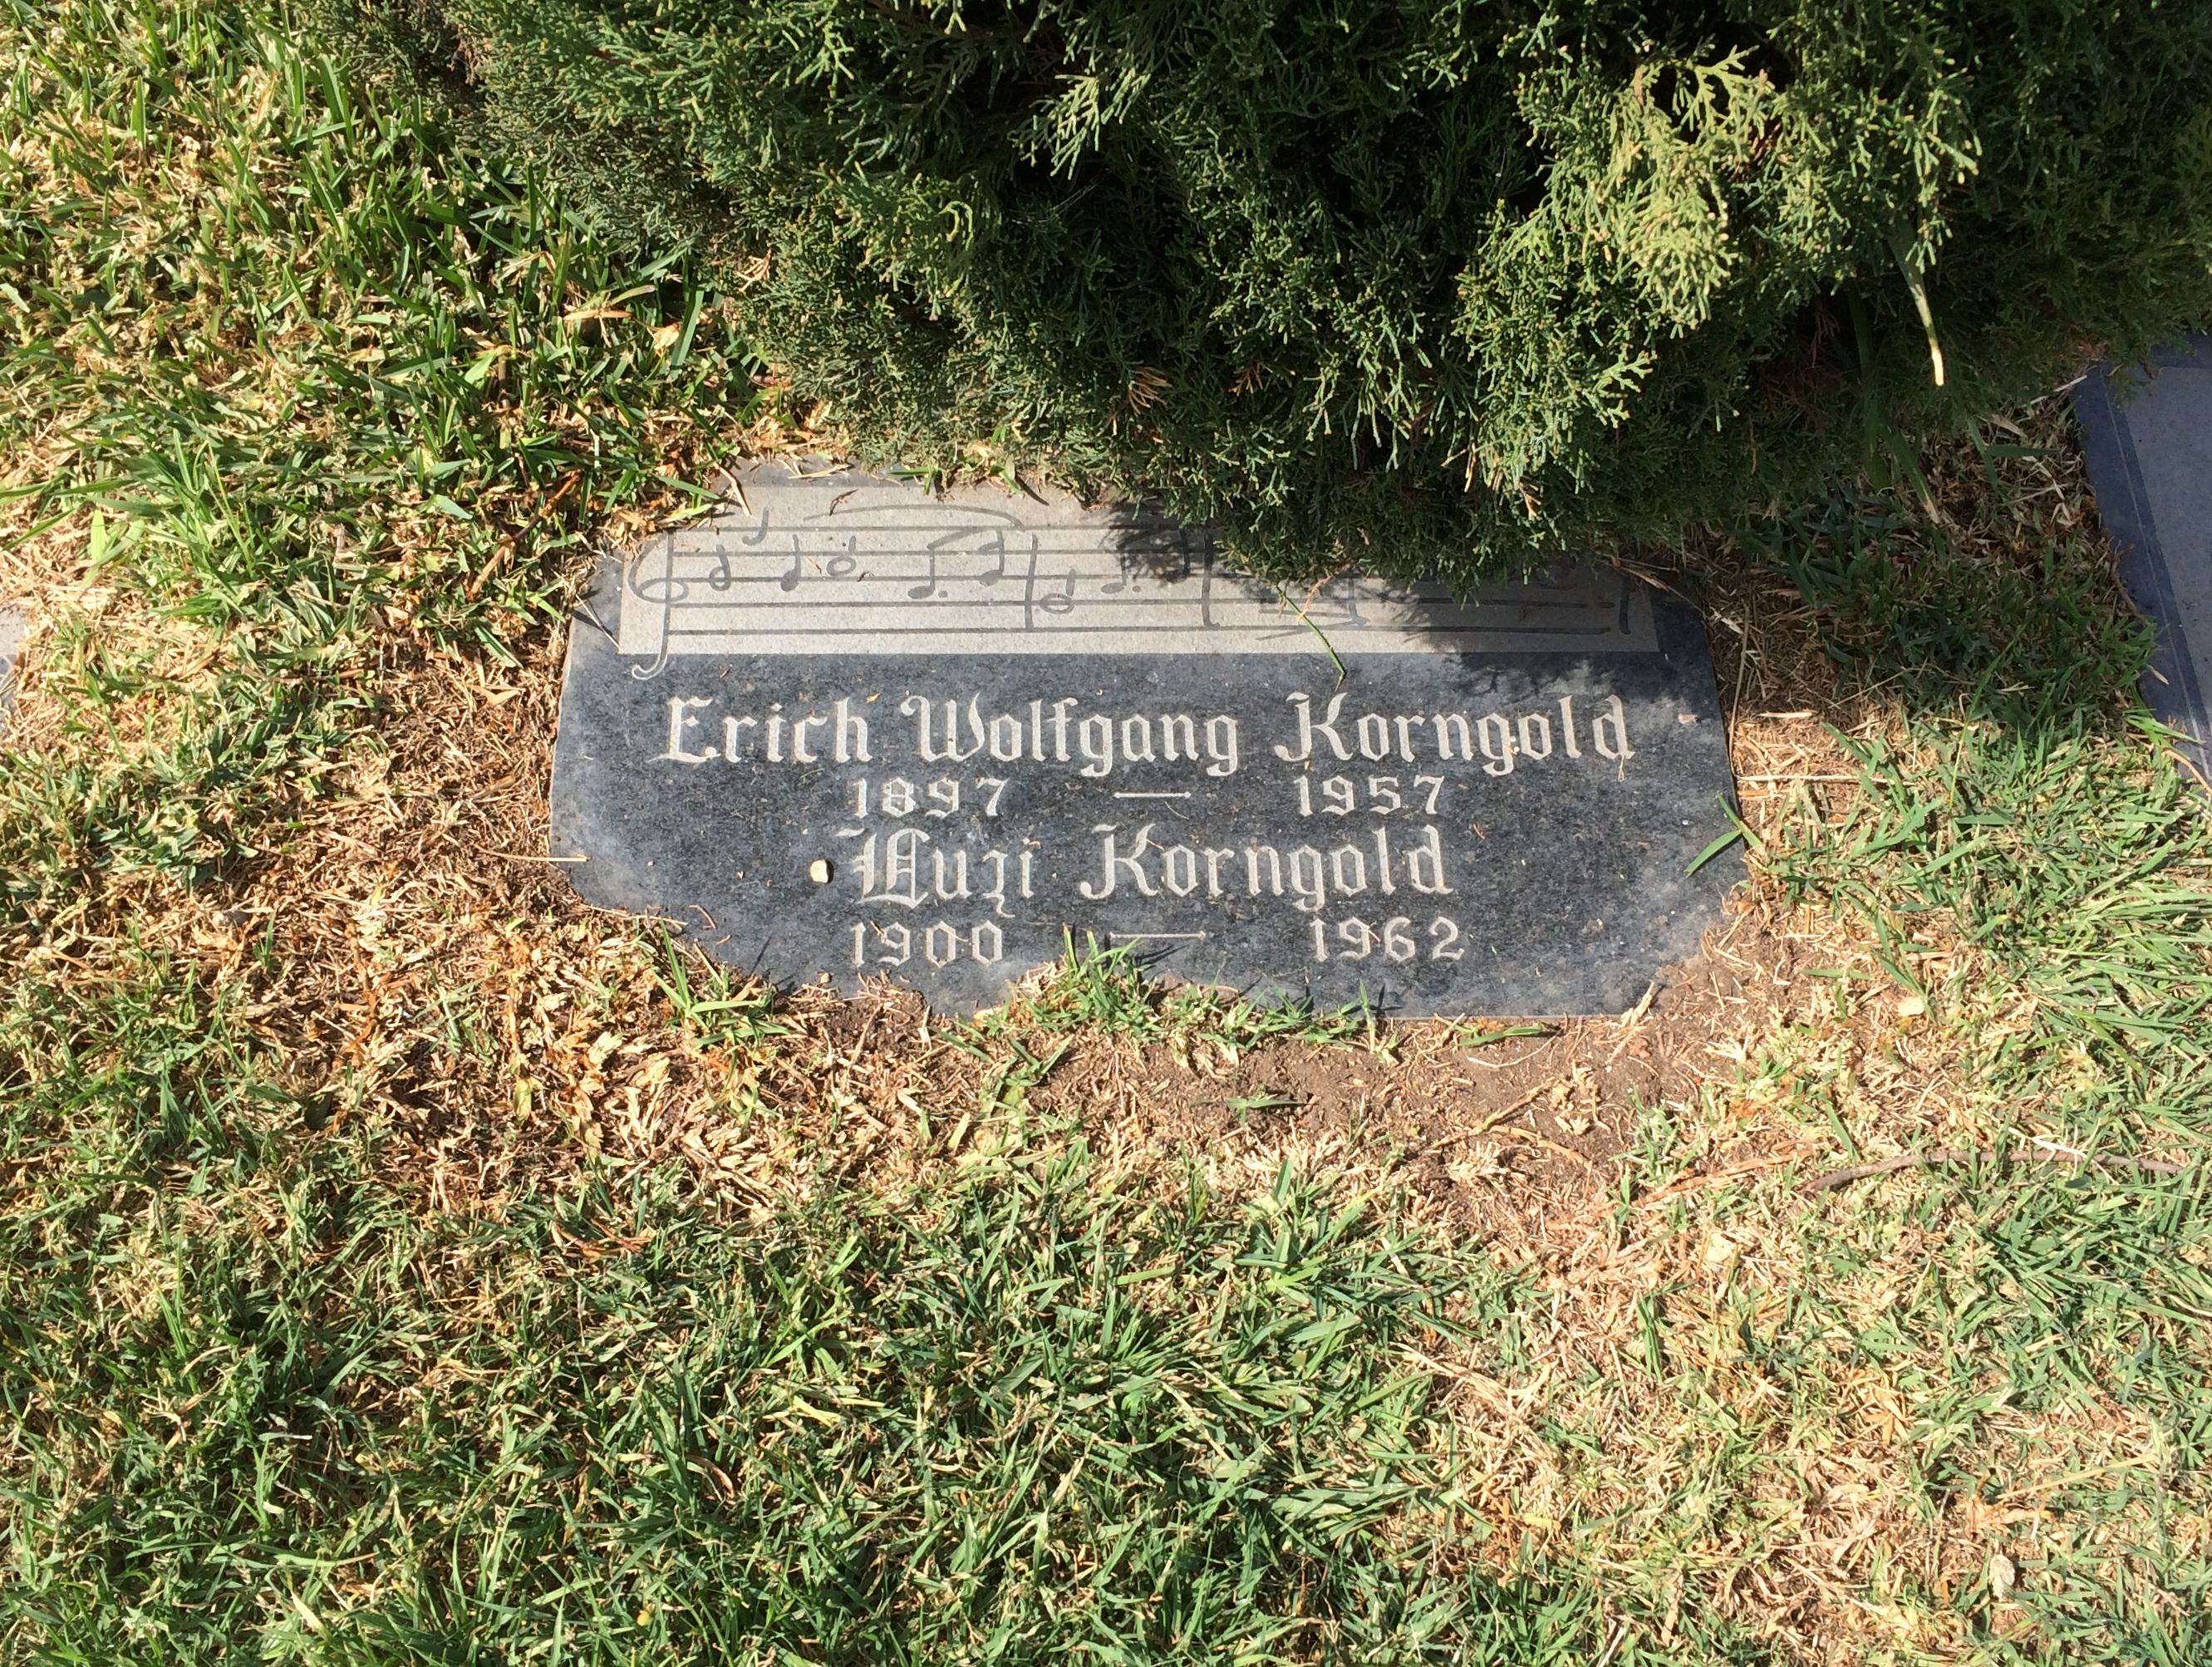 Erich Wolfgang Korngold
1897 — 1957
Luzi Korngold
1900 — 1962